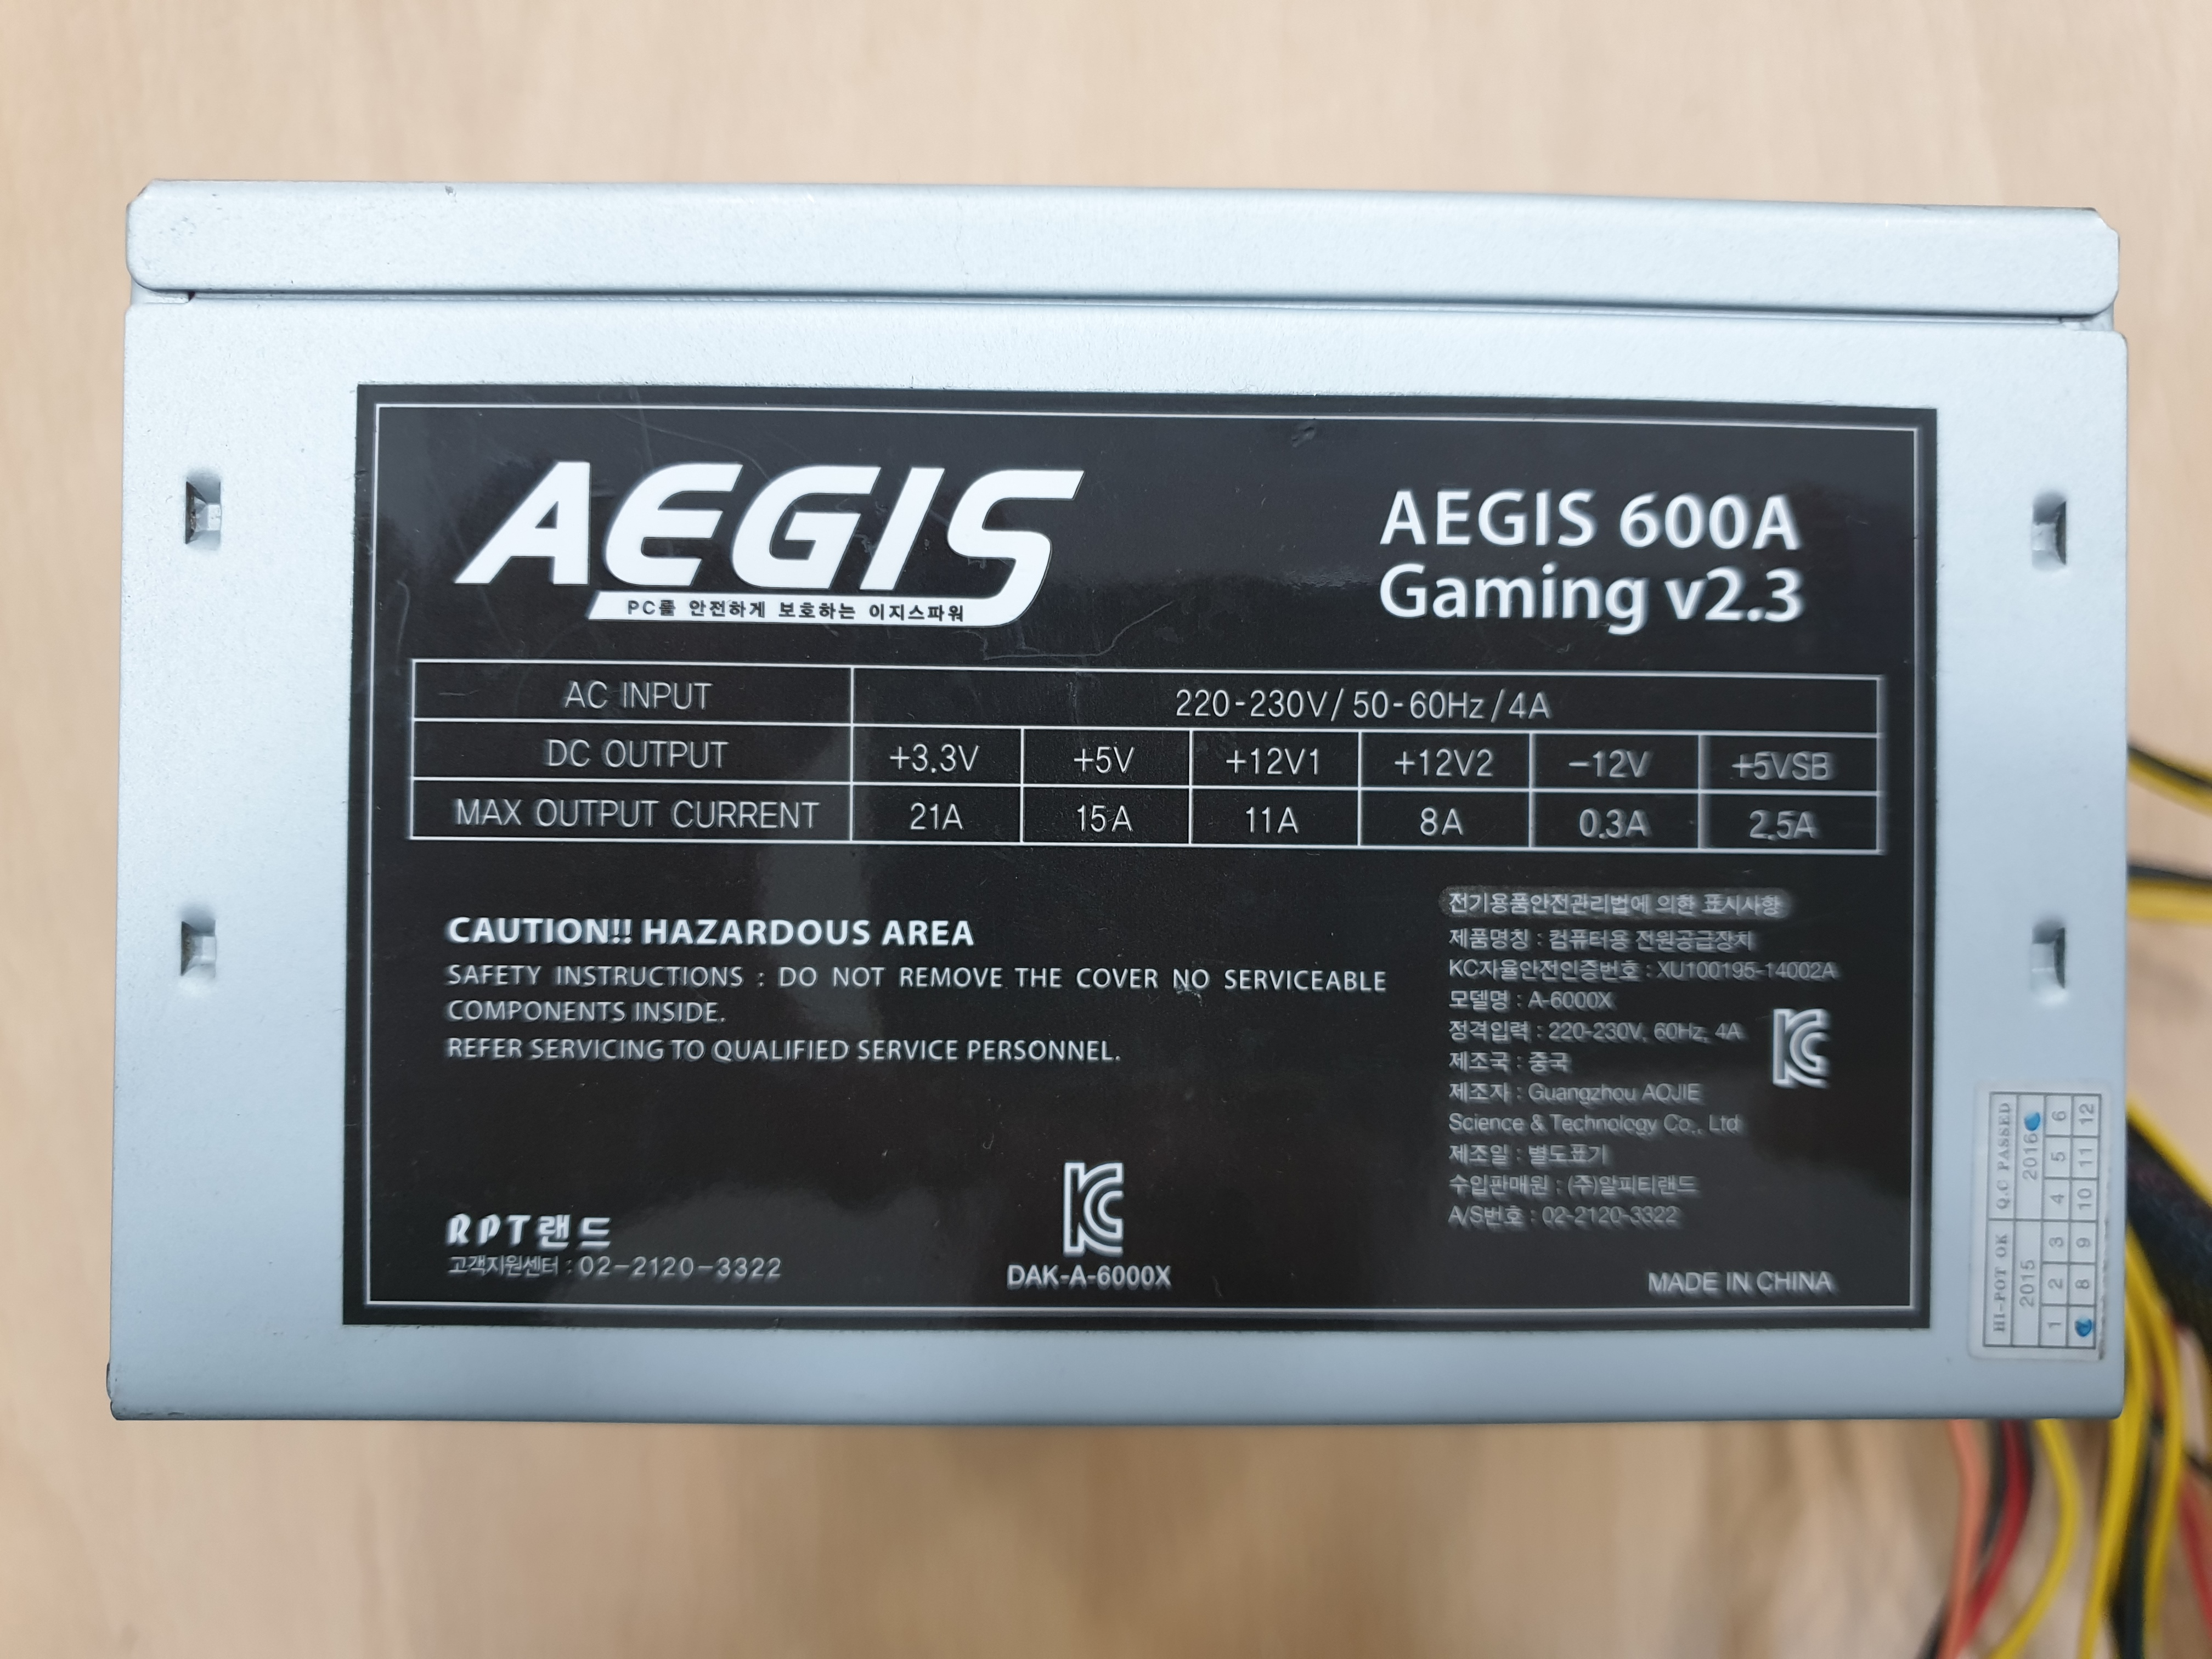 AEGIS
PC를 안전하게 보호하는 이지스파워
AEGIS 600A
Gaming v2.3
AC INPUT 220-230V/50-60Hz/4A
DC OUTPUT +3.3V +5V +12V1 +12V2 -12V +5VSB
MAX OUTPUT CURRENT 21A 15A 11A 8A 0.3A 2.5A
CAUTION!! HAZARDOUS AREA
SAFETY INSTRUCTIONS : DO NOT REMOVE THE COVER NO SERVICEABLE
COMPONENTS INSIDE.
REFER SERVICING TO QUALIFIED SERVICE PERSONNEL.
RPT랜드
고객지원센터 : 02-2120-3322
KC
DAK-A-6000X
전기용품안전관리법에 의한 표시사항
제품명칭 : 컴퓨터용 전원공급장치
KC자율안전인증번호 : XU100195-14002A
모델명 : A-6000X
정격입력 : 220-230V, 60Hz, 4A
제조국 : 중국
제조자 : Guangzhou AOJIE
Science & Technology Co., Ltd
제조일 : 별도표기
수입판매원 : (주)알피티랜드
A/S번호 : 02-2120-3322
KC
MADE IN CHINA
HI-POT OK Q.C PASSED
2015 2016
1 2 3 4 5 6
8 9 10 11 12